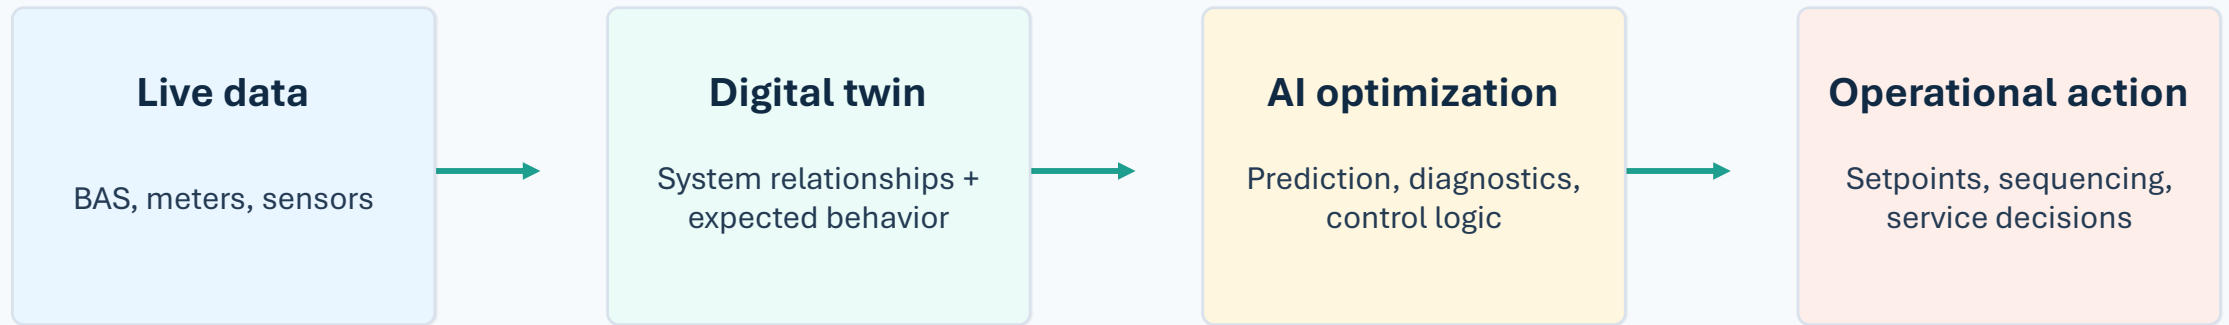 Live data
BAS, meters, sensors
Digital twin
System relationships +
expected behavior
AI optimization
Prediction, diagnostics,
control logic
Operational action
Setpoints, sequencing,
service decisions